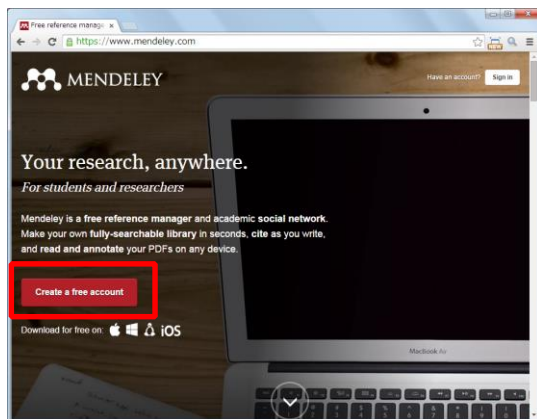 Free reference manage
https://www.mendeley.com
MENDELEY
Have an account? Sign in
Your research, anywhere.
For students and researchers
Mendeley is a free reference manager and academic social network.
Make your own fully-searchable library in seconds, cite as you write,
and read and annotate your PDFs on any device.
Create a free account
Download for free on: iOS
Macbook Air